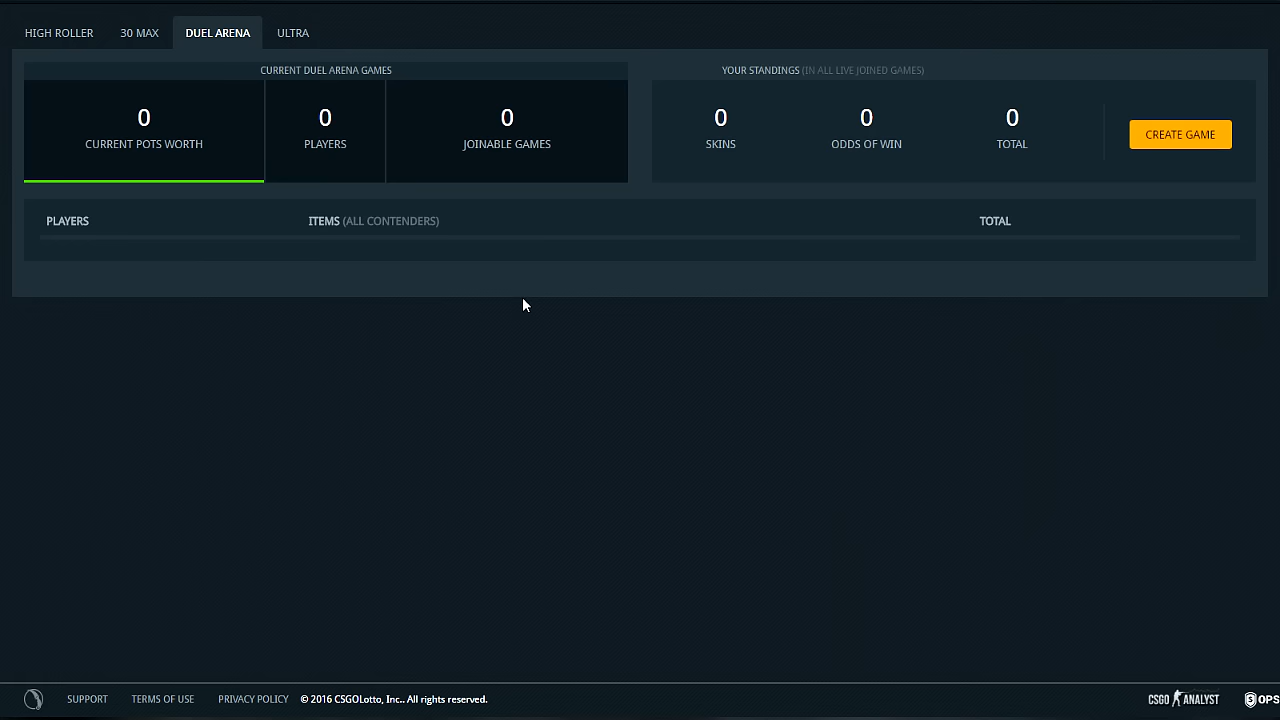 HIGH ROLLER 30 MAX DUEL ARENA ULTRA
CURRENT DUEL ARENA GAMES
0 0 0
CURRENT POTS WORTH PLAYERS JOINABLE GAMES
YOUR STANDINGS (IN ALL LIVE JOINED GAMES)
0 0 0
SKINS ODDS OF WIN TOTAL
CREATE GAME
PLAYERS ITEMS (ALL CONTENDERS) TOTAL
SUPPORT TERMS OF USE PRIVACY POLICY © 2016 CSGOLotto, Inc.. All rights reserved. CSGO ANALYST OPS